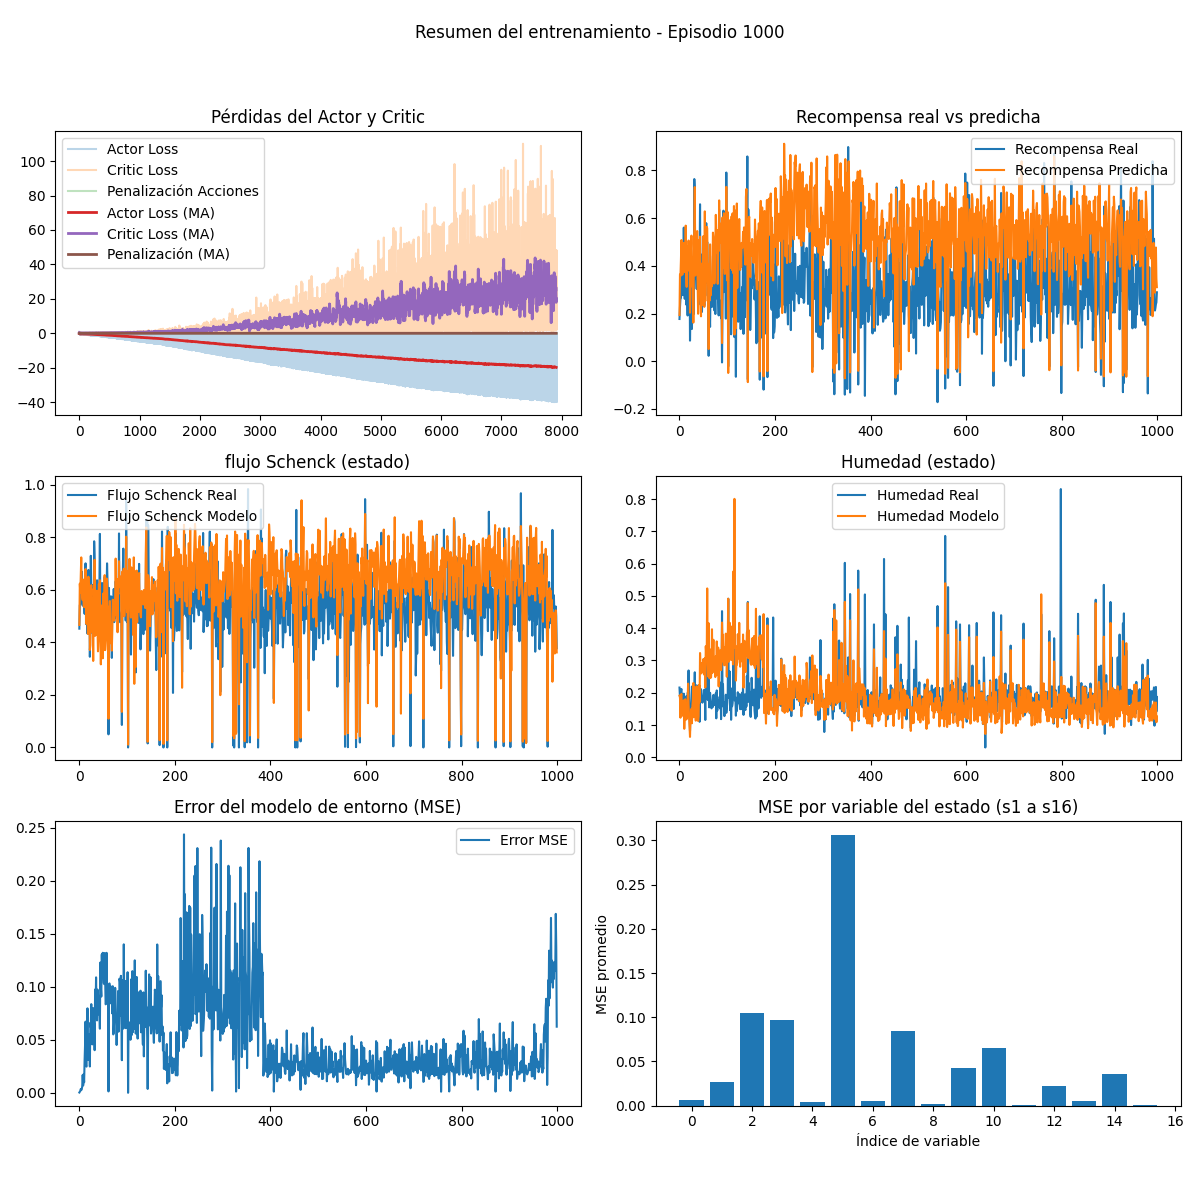 Resumen del entrenamiento - Episodio 1000
Pérdidas del Actor y Critic
Actor Loss
Critic Loss
Penalización Acciones
Actor Loss (MA)
Critic Loss (MA)
Penalización (MA)
100
80
60
40
20
0
−20
−40
0 1000 2000 3000 4000 5000 6000 7000 8000
Recompensa real vs predicha
Recompensa Real
Recompensa Predicha
0.8
0.6
0.4
0.2
0.0
−0.2
0 200 400 600 800 1000
flujo Schenck (estado)
Flujo Schenck Real
Flujo Schenck Modelo
1.0
0.8
0.6
0.4
0.2
0.0
0 200 400 600 800 1000
Humedad (estado)
Humedad Real
Humedad Modelo
0.8
0.7
0.6
0.5
0.4
0.3
0.2
0.1
0.0
0 200 400 600 800 1000
Error del modelo de entorno (MSE)
Error MSE
0.25
0.20
0.15
0.10
0.05
0.00
0 200 400 600 800 1000
MSE por variable del estado (s1 a s16)
MSE promedio
0.30
0.25
0.20
0.15
0.10
0.05
0.00
0 2 4 6 8 10 12 14 16
Índice de variable